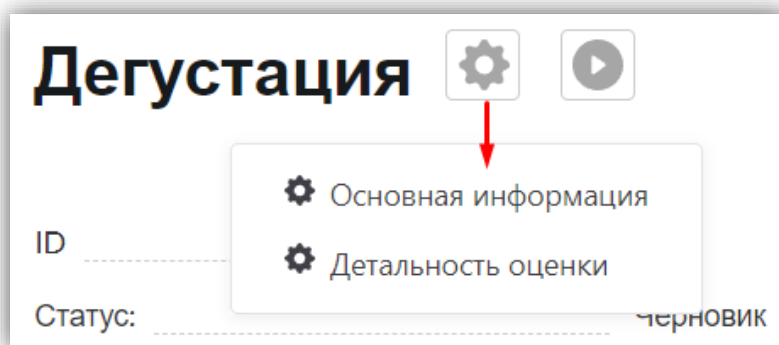 Дегустация
Основная информация
ID
Детальность оценки
Статус: Черновик